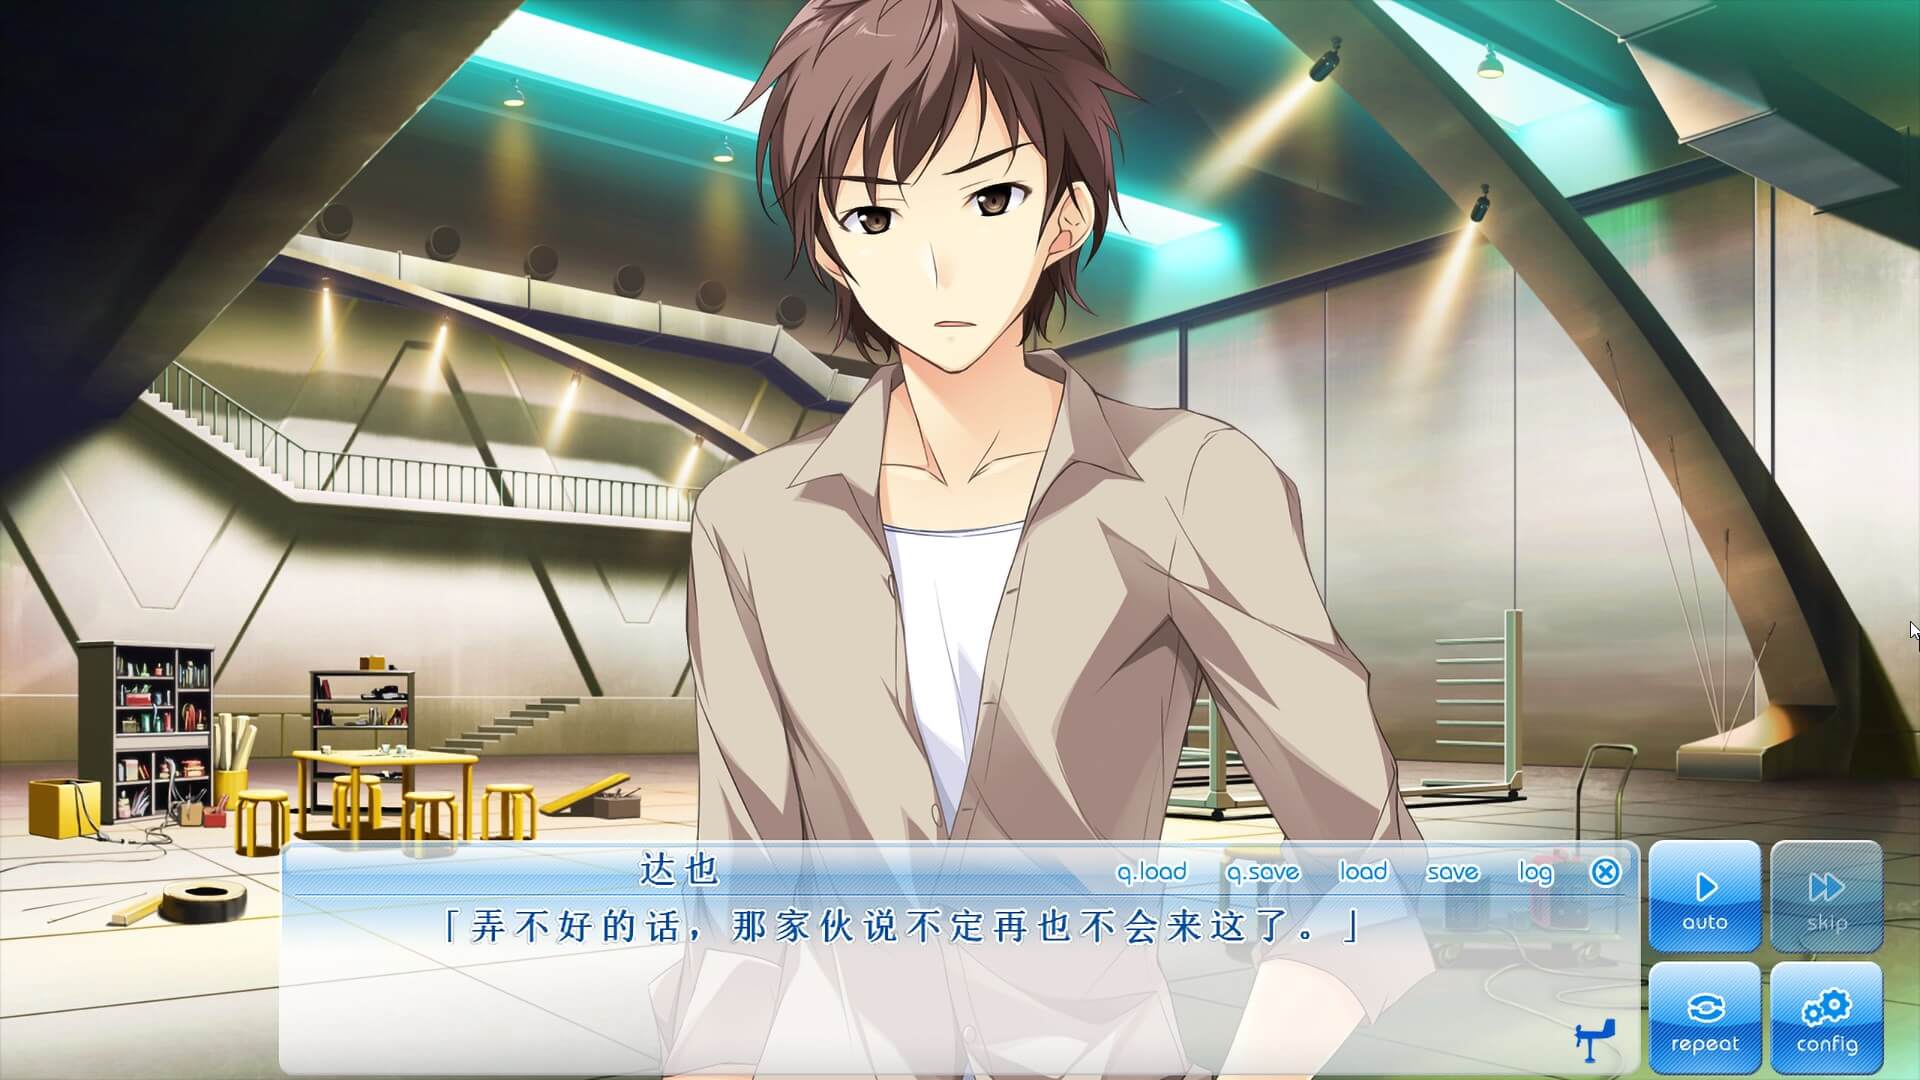 达也
q.load q.save load save log
「弄不好的话，那家伙说不定再也不会来这了。」
auto
skip
repeat
config